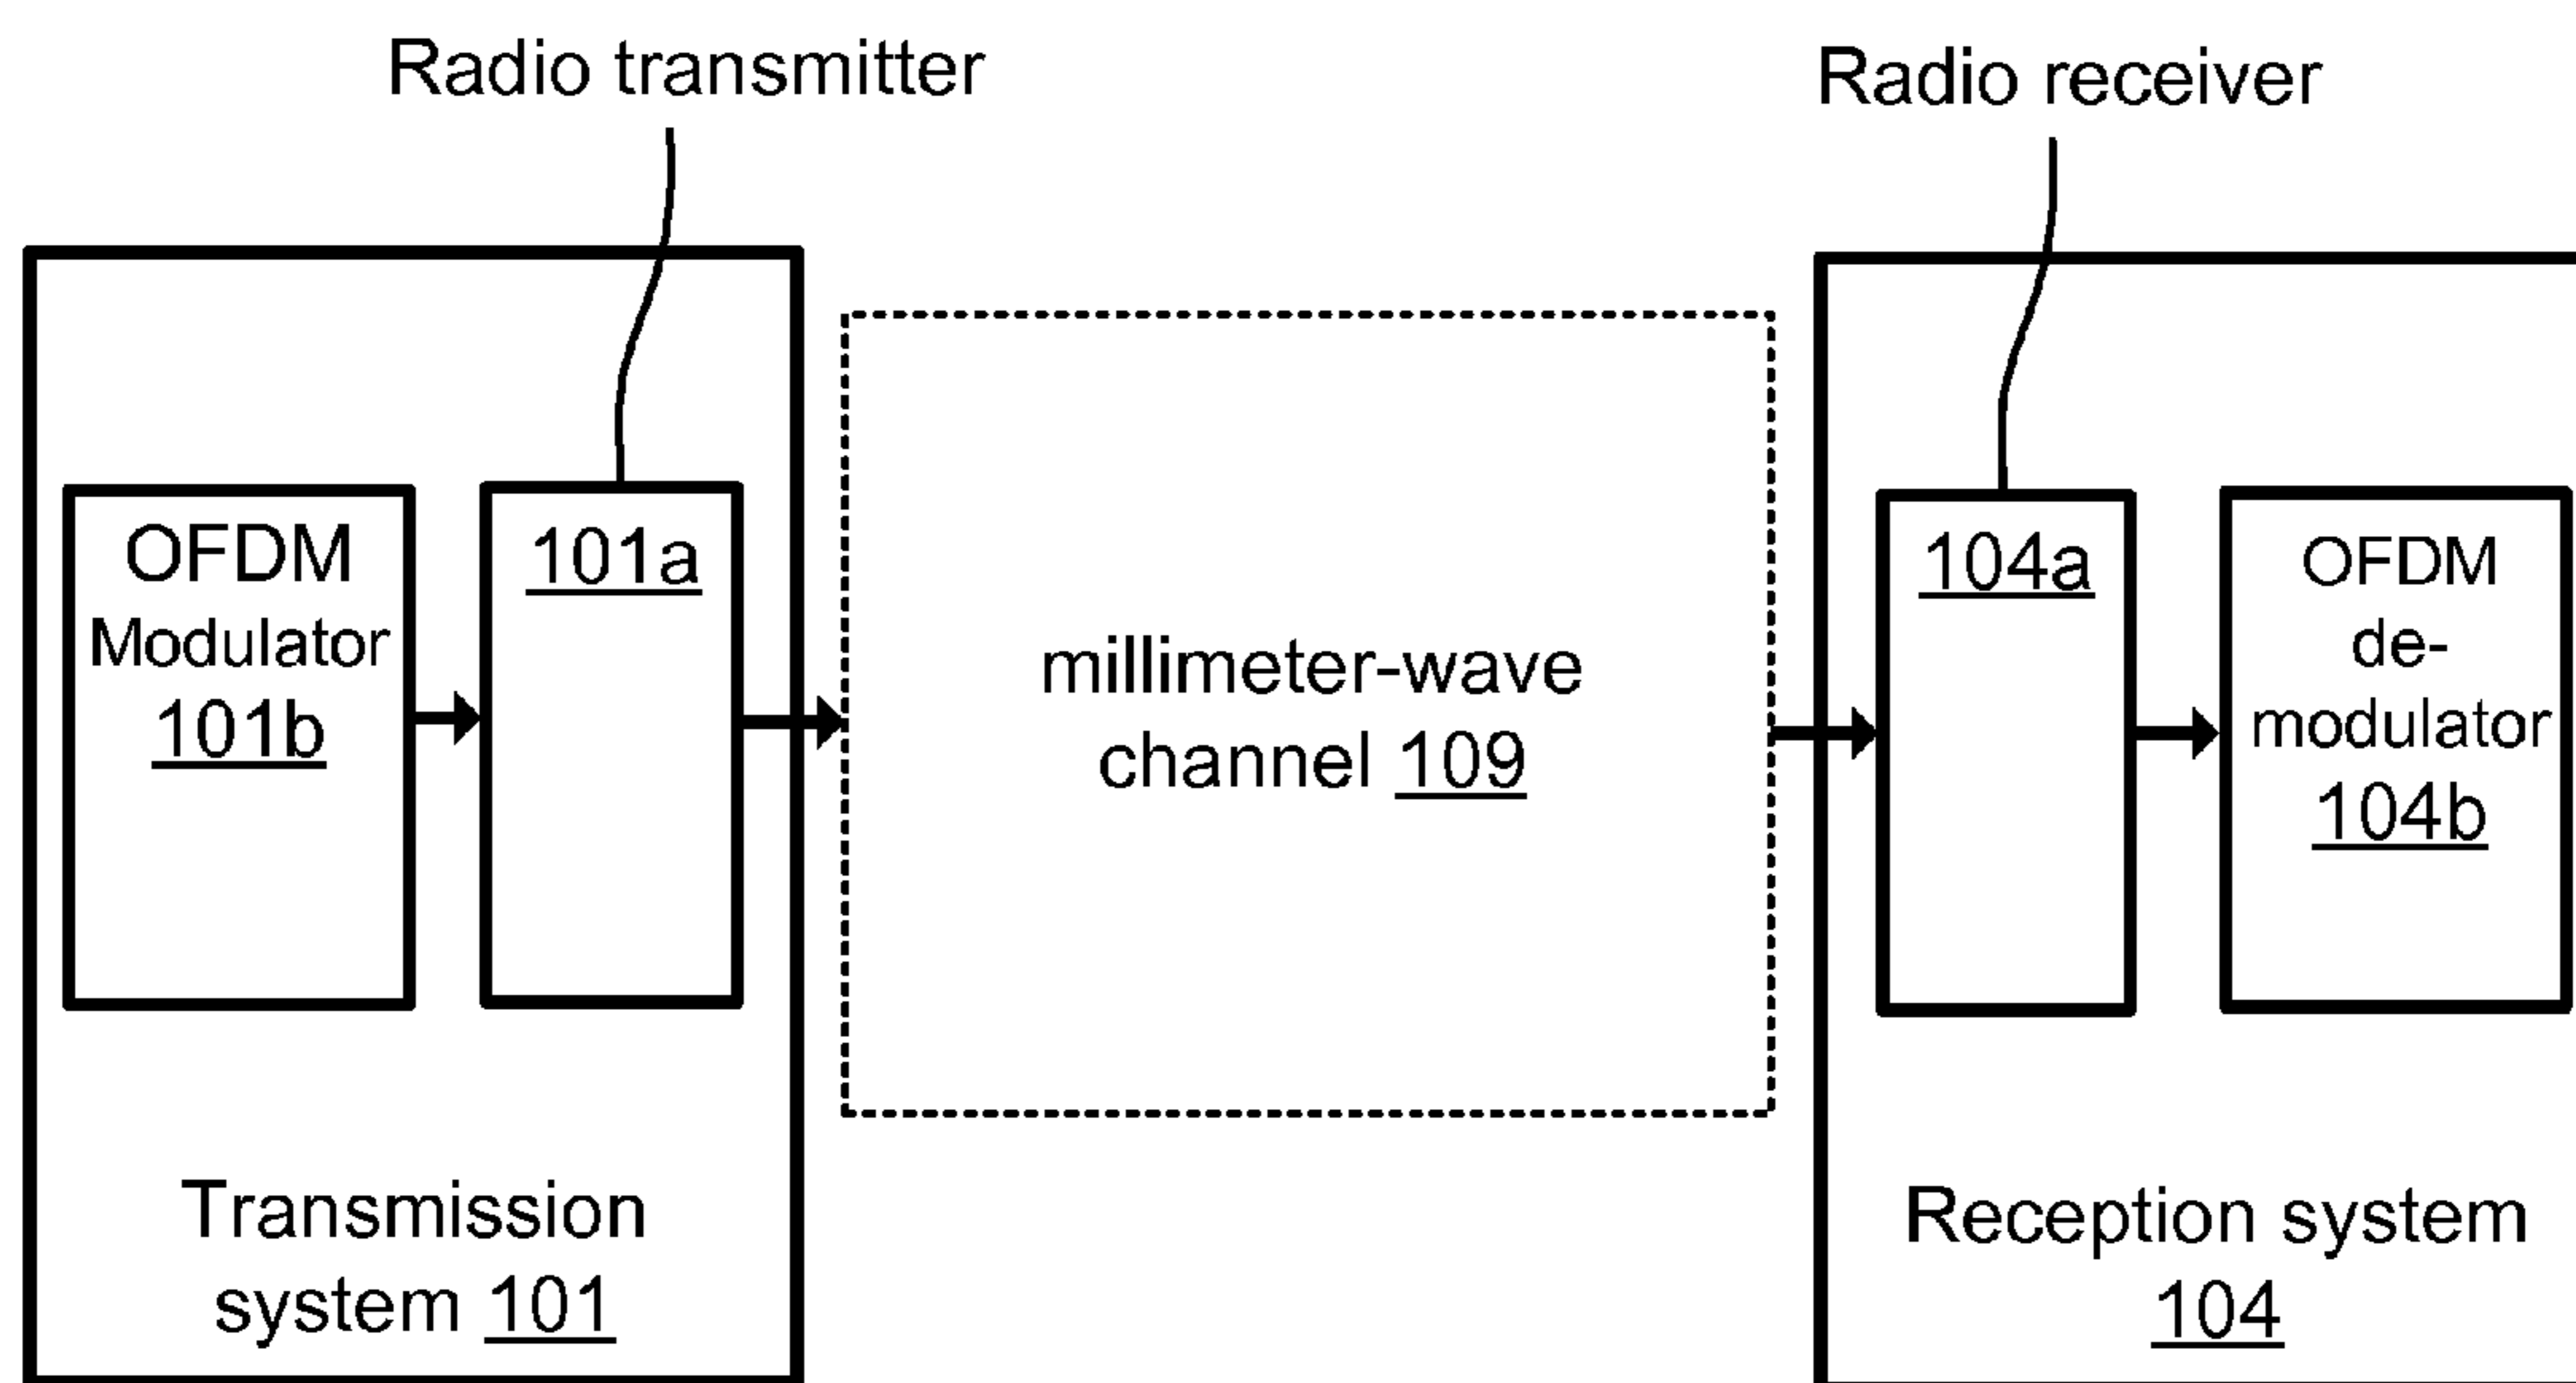 Radio transmitter
Radio receiver
OFDM
Modulator
101b
101a
millimeter-wave
channel 109
104a
OFDM
de-
modulator
104b
Transmission
system 101
Reception system
104